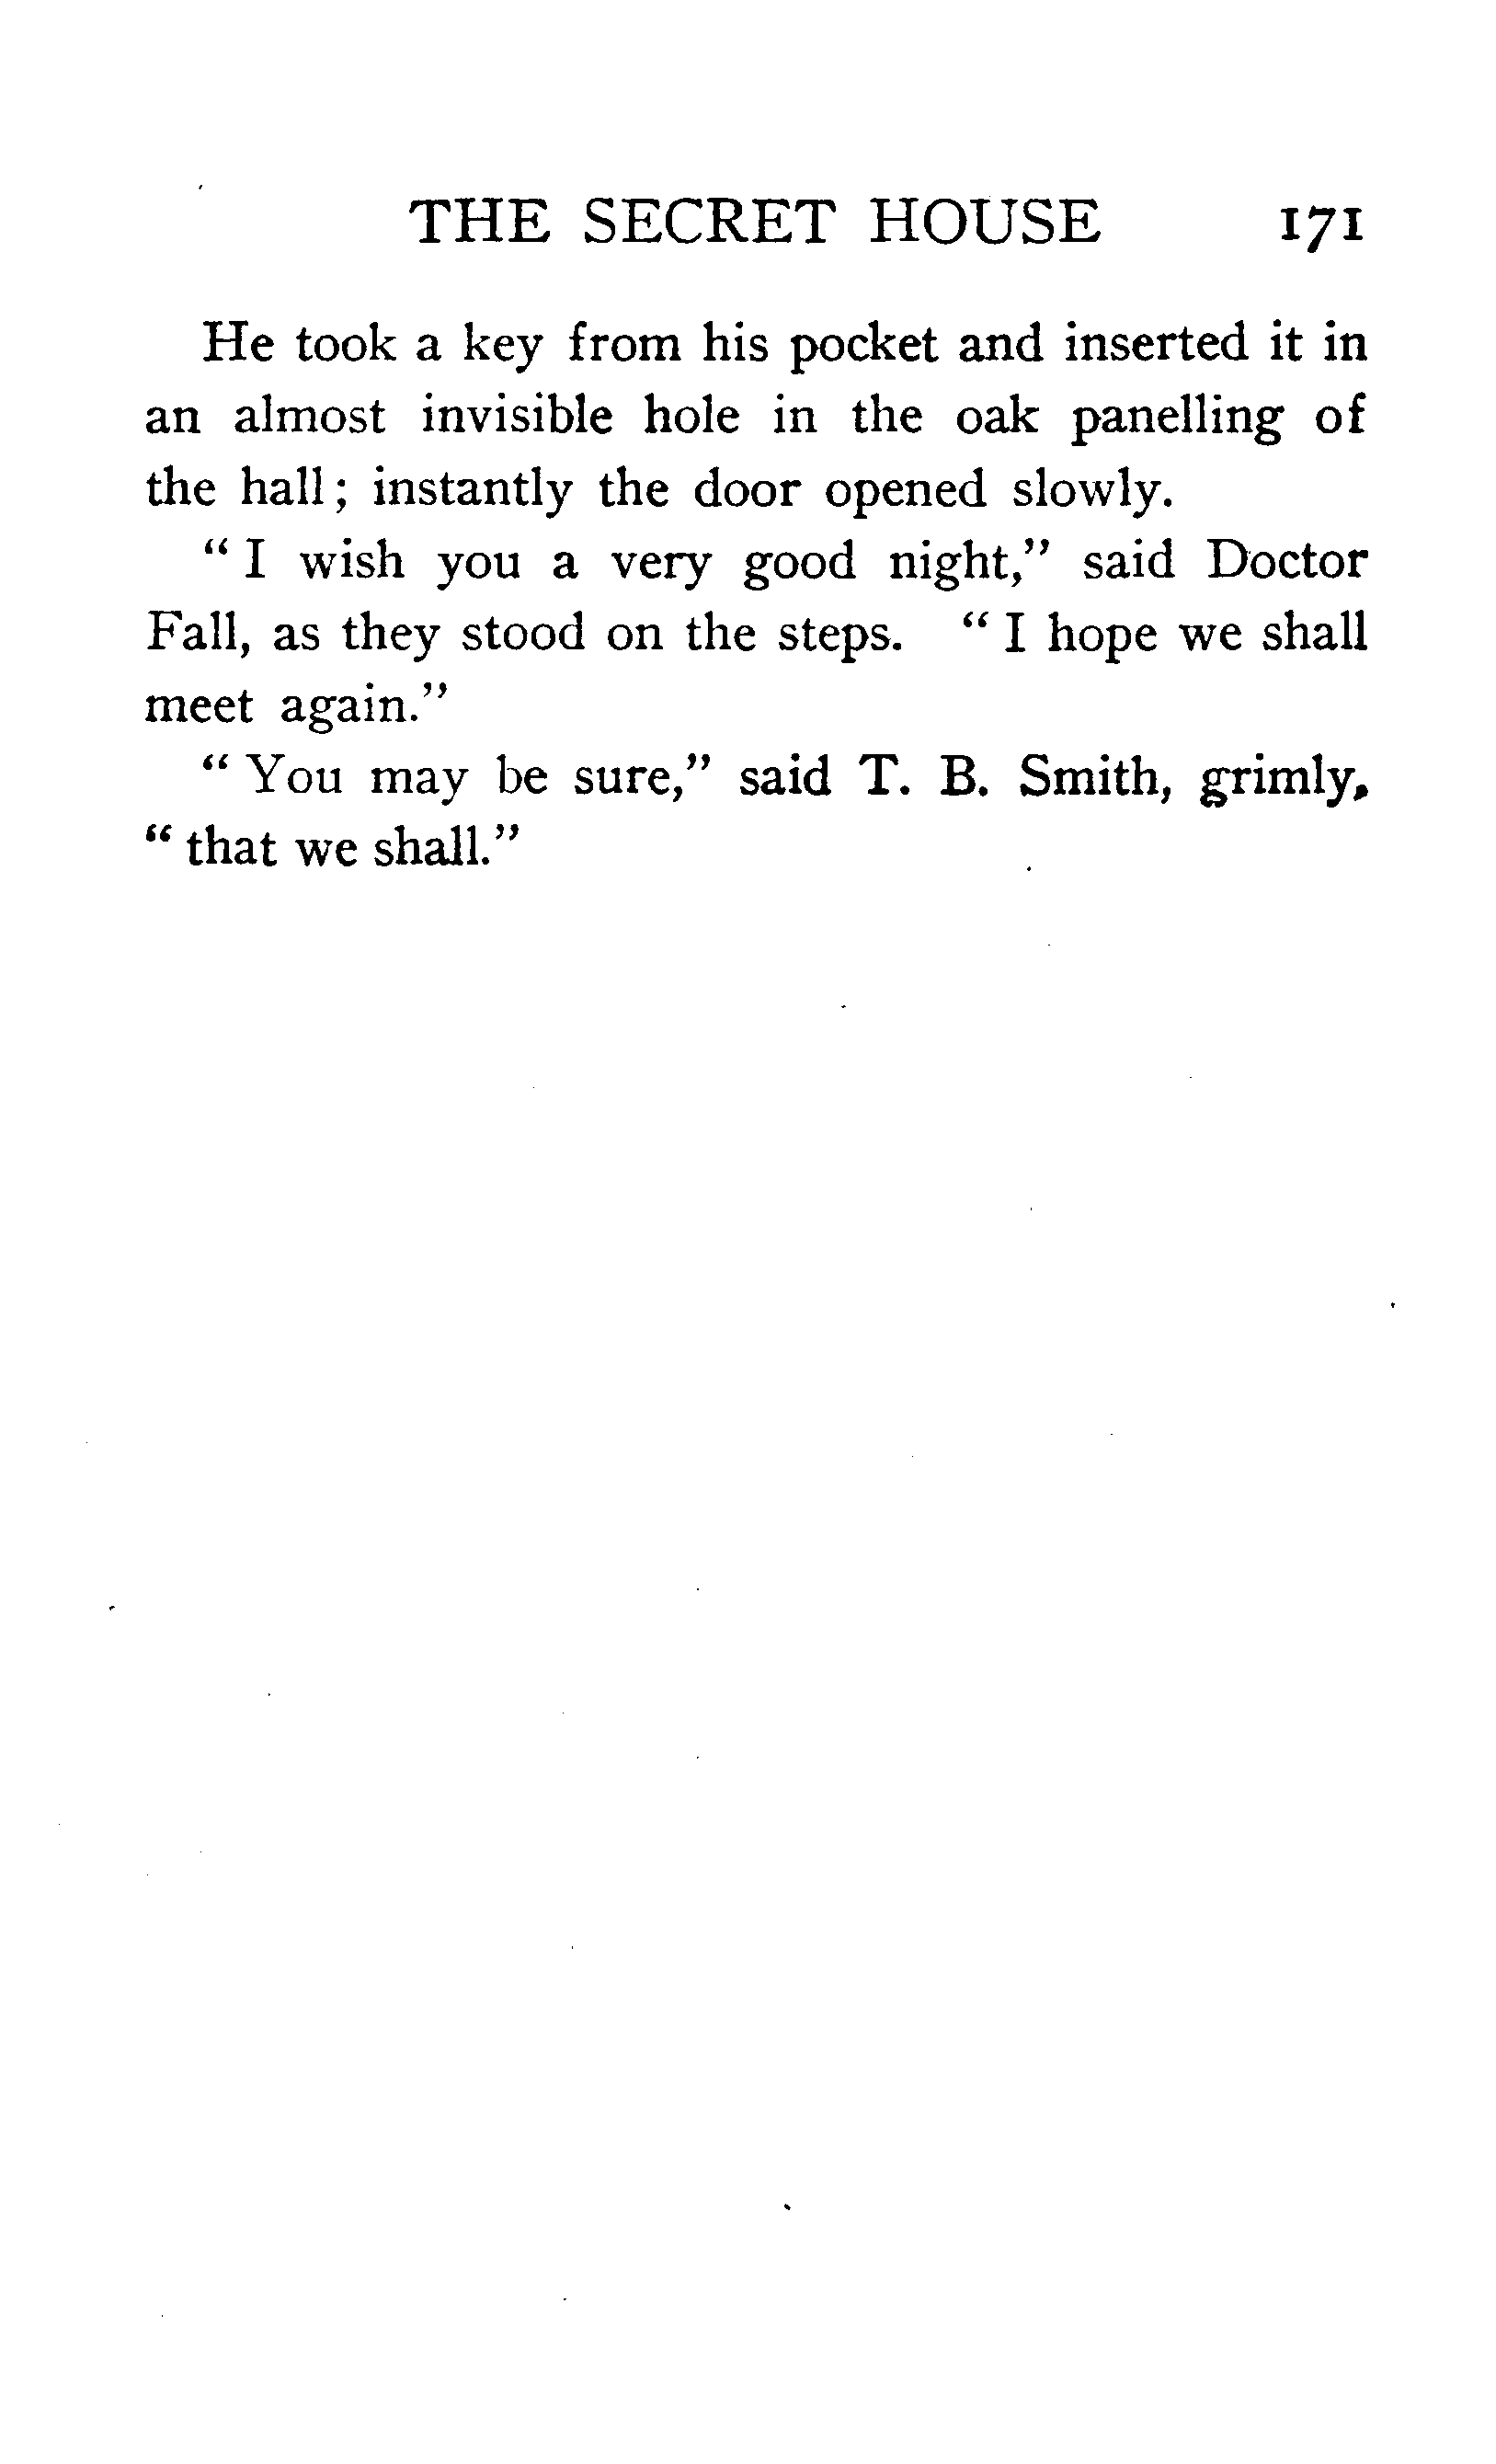 THE SECRET HOUSE 171
He took a key from his pocket and inserted it in
an almost invisible hole in the oak panelling of
the hall; instantly the door opened slowly.
"I wish you a very good night," said Doctor
Fall, as they stood on the steps. "I hope we shall
meet again."
"You may be sure," said T. B. Smith, grimly,
"that we shall."